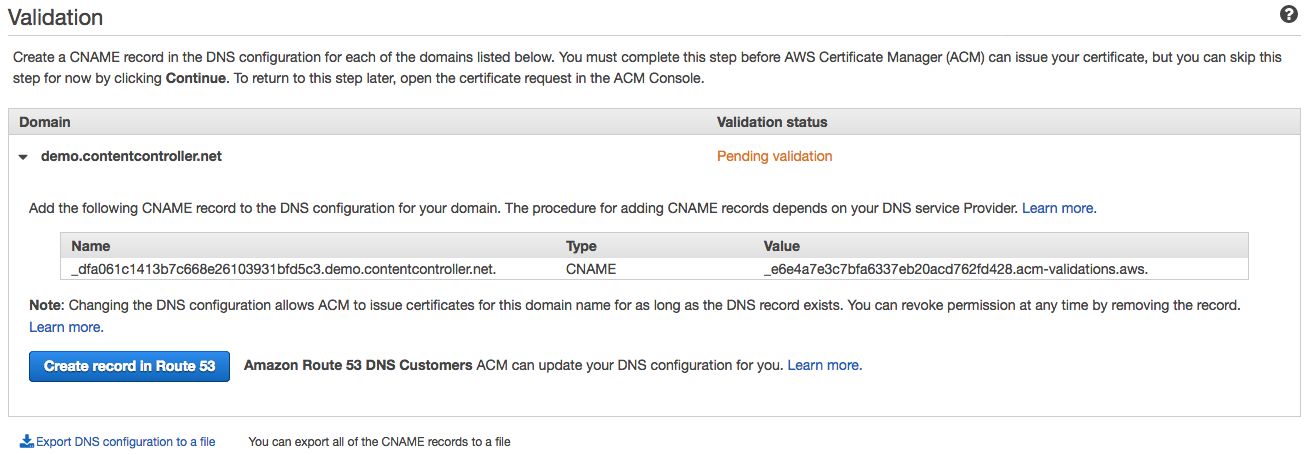 Validation
Create a CNAME record in the DNS configuration for each of the domains listed below. You must complete this step before AWS Certificate Manager (ACM) can issue your certificate, but you can skip this
step for now by clicking Continue. To return to this step later, open the certificate request in the ACM Console.
Domain Validation status
demo.contentcontroller.net Pending validation
Add the following CNAME record to the DNS configuration for your domain. The procedure for adding CNAME records depends on your DNS service Provider. Learn more.
Name Type Value
_dfa061c1413b7c668e26103931bfd5c3.demo.contentcontroller.net. CNAME _e6e4a7e3c7bfa6337eb20acd762fd428.acm-validations.aws.
Note: Changing the DNS configuration allows ACM to issue certificates for this domain name for as long as the DNS record exists. You can revoke permission at any time by removing the record.
Learn more.
Create record in Route 53 Amazon Route 53 DNS Customers ACM can update your DNS configuration for you. Learn more.
Export DNS configuration to a file You can export all of the CNAME records to a file